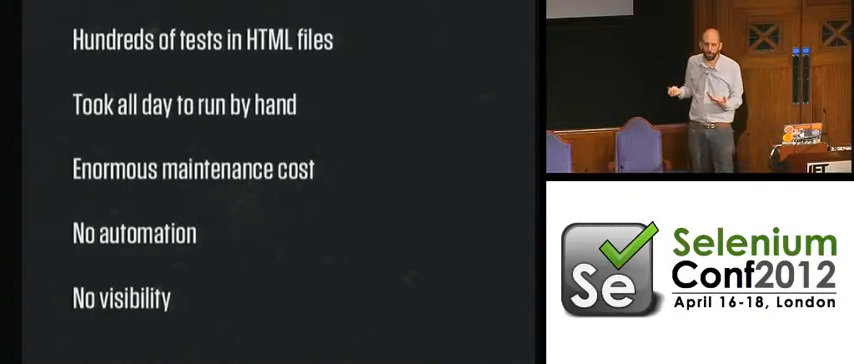 Hundreds of tests in HTML files
Took all day to run by hand
Enormous maintenance cost
No automation
No visibility
IET
Se
Selenium
Conf2012
April 16-18, London